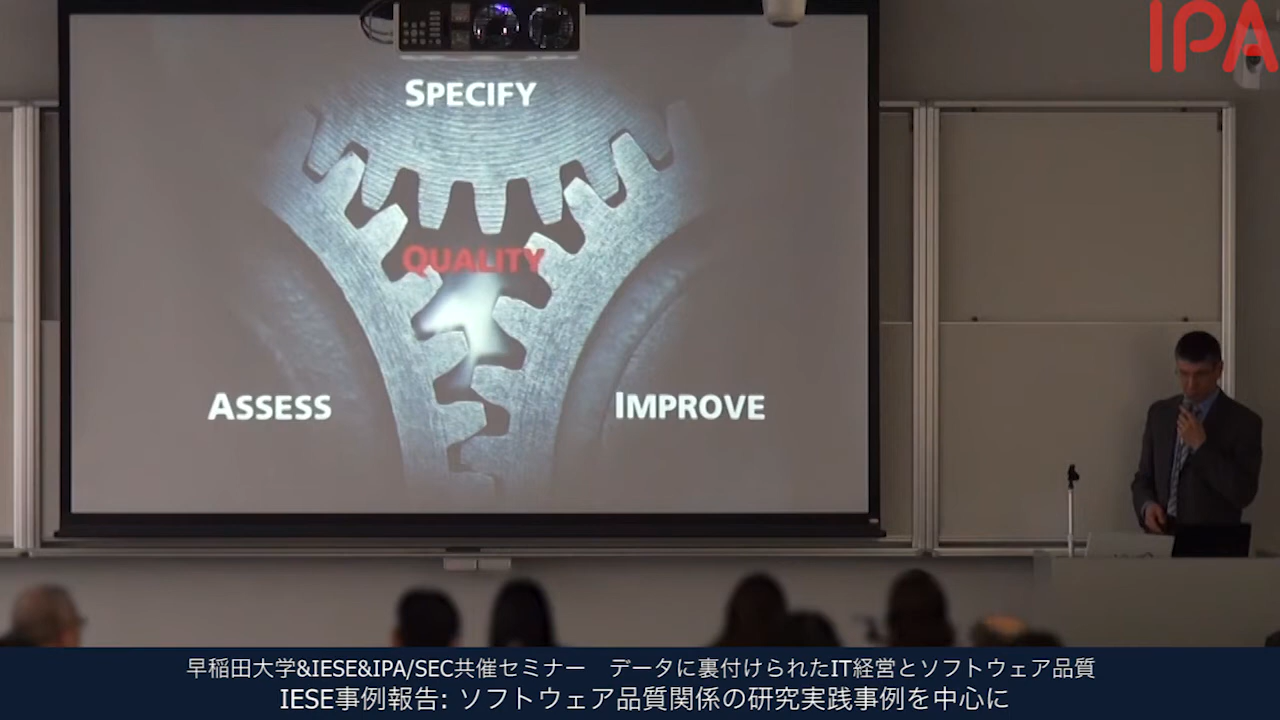 IPA
SPECIFY
QUALITY
ASSESS
IMPROVE
早稲田大学&IESE&IPA/SEC共催セミナー　データに裏付けられたIT経営とソフトウェア品質
IESE事例報告: ソフトウェア品質関係の研究実践事例を中心に